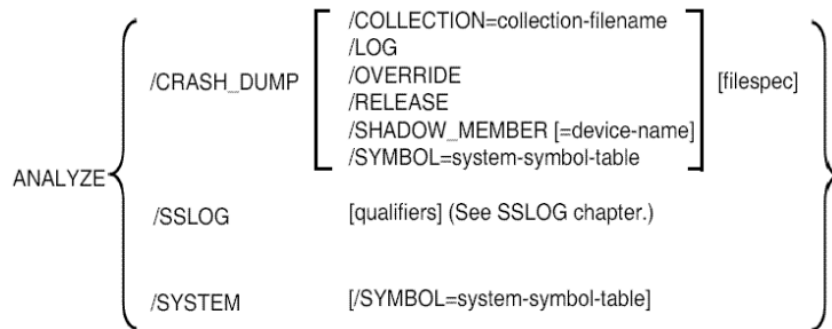 /COLLECTION=collection-filename
/LOG
/CRASH_DUMP /OVERRIDE [filespec]
/RELEASE
/SHADOW_MEMBER [=device-name]
/SYMBOL=system-symbol-table
ANALYZE
/SSLOG [qualifiers] (See SSLOG chapter.)
/SYSTEM [/SYMBOL=system-symbol-table]